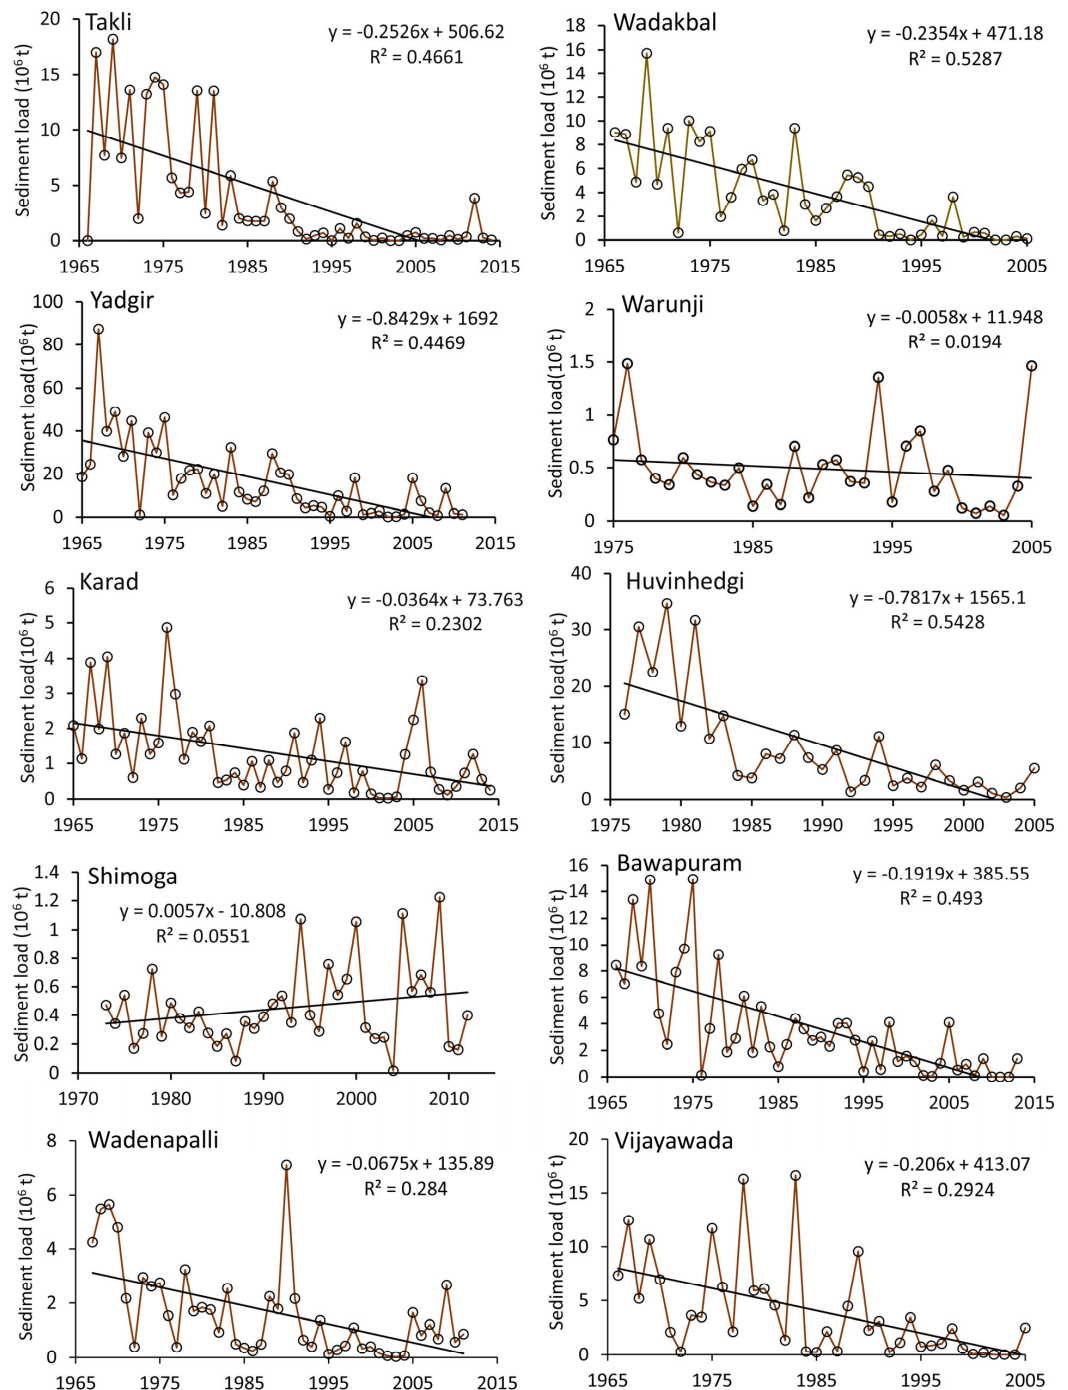 Takli
y = -0.2526x + 506.62
R² = 0.4661
Sediment load (10⁶ t)
20
15
10
5
0
1965 1975 1985 1995 2005 2015
Wadakbal
y = -0.2354x + 471.18
R² = 0.5287
Sediment load (10⁶ t)
18
16
14
12
10
8
6
4
2
0
1965 1975 1985 1995 2005
Yadgir
y = -0.8429x + 1692
R² = 0.4469
Sediment load(10⁶ t)
100
80
60
40
20
0
1965 1975 1985 1995 2005 2015
Warunji
y = -0.0058x + 11.948
R² = 0.0194
Sediment load(10⁶ t)
2
1.5
1
0.5
0
1975 1985 1995 2005
Karad
y = -0.0364x + 73.763
R² = 0.2302
Sediment load(10⁶ t)
6
5
4
3
2
1
0
1965 1975 1985 1995 2005 2015
Huvinhedgi
y = -0.7817x + 1565.1
R² = 0.5428
Sediment load(10⁶ t)
40
30
20
10
0
1975 1980 1985 1990 1995 2000 2005
Shimoga
y = 0.0057x - 10.808
R² = 0.0551
Sediment load (10⁶ t)
1.4
1.2
1
0.8
0.6
0.4
0.2
0
1970 1980 1990 2000 2010
Bawapuram
y = -0.1919x + 385.55
R² = 0.493
Sediment load (10⁶ t)
16
14
12
10
8
6
4
2
0
1965 1975 1985 1995 2005 2015
Wadenapalli
y = -0.0675x + 135.89
R² = 0.284
Sediment load (10⁶ t)
8
6
4
2
0
1965 1975 1985 1995 2005 2015
Vijayawada
y = -0.206x + 413.07
R² = 0.2924
Sediment load (10⁶ t)
20
15
10
5
0
1965 1975 1985 1995 2005